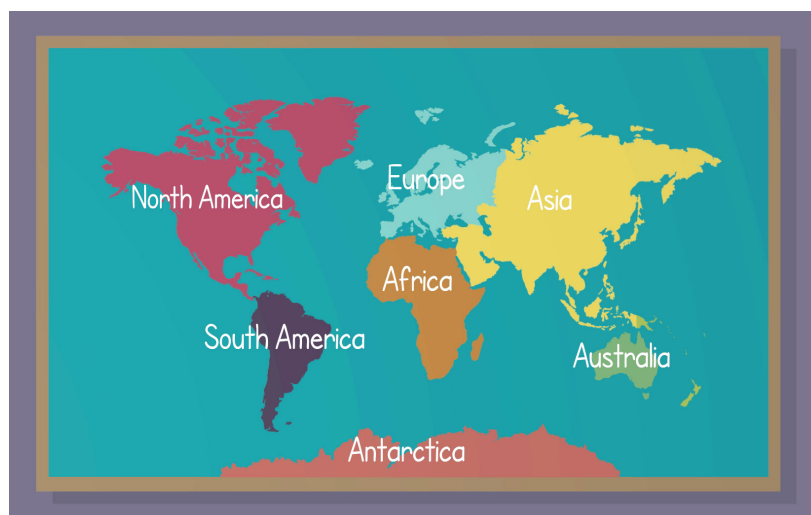 Europe
North America
Asia
Africa
South America
Australia
Antarctica